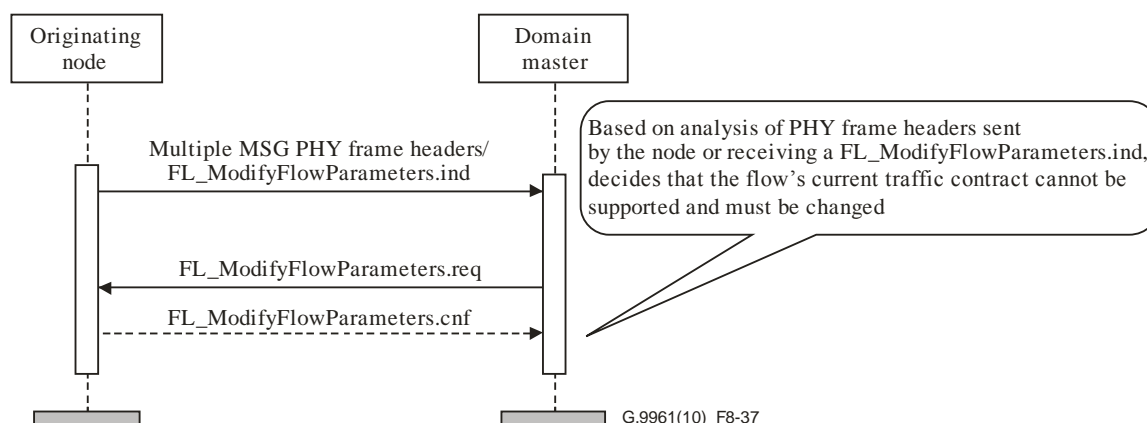 Originating
node
Domain
master
Based on analysis of PHY frame headers sent
by the node or receiving a FL_ModifyFlowParameters.ind,
decides that the flow's current traffic contract cannot be
supported and must be changed
Multiple MSG PHY frame headers/
FL_ModifyFlowParameters.ind
FL_ModifyFlowParameters.req
FL_ModifyFlowParameters.cnf
G.9961(10)_F8-37